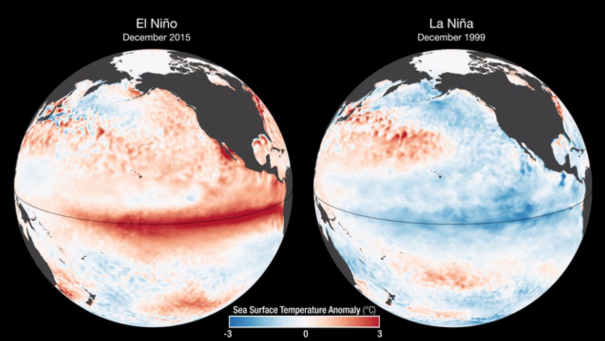 El Niño
December 2015
La Niña
December 1999
Sea Surface Temperature Anomaly (°C)
-3 0 3